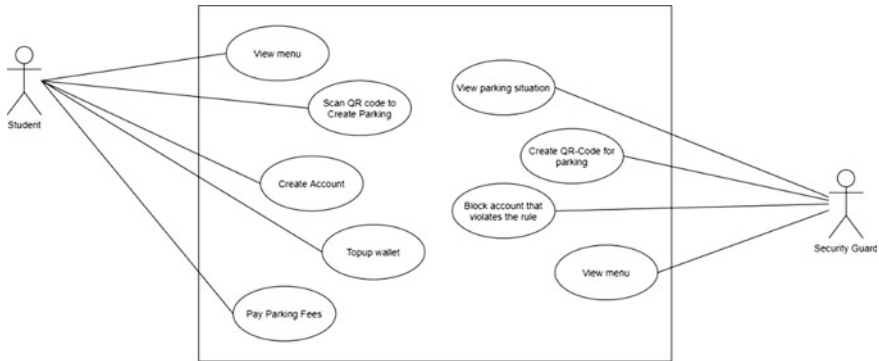 View menu
Scan QR code to
Create Parking
Student
Create Account
Topup wallet
Pay Parking Fees
View parking situation
Create QR-Code for
parking
Block account that
violates the rule
View menu
Security Guard